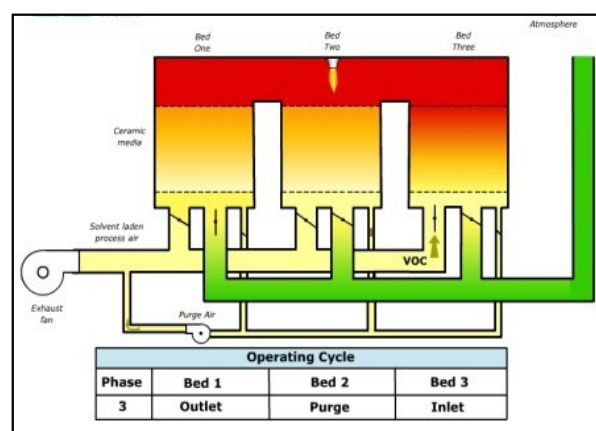 Atmosphere
Bed
One
Bed
Two
Bed
Three
Ceramic
media
Solvent laden
process air
VOC
Exhaust
fan
Purge Air
Operating Cycle
Phase Bed 1 Bed 2 Bed 3
3 Outlet Purge Inlet